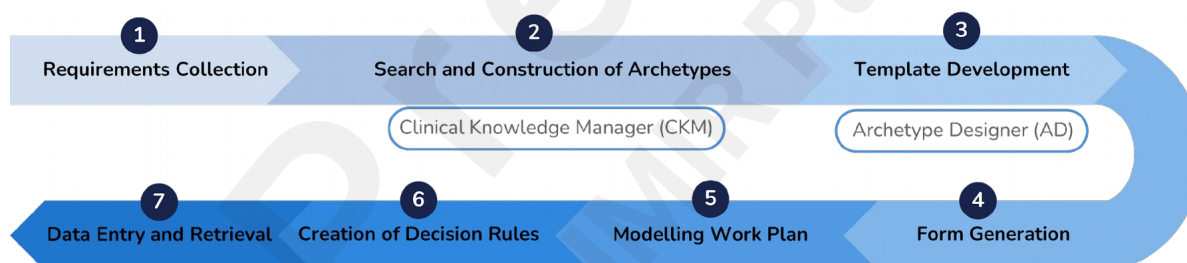 1
Requirements Collection
2
Search and Construction of Archetypes
3
Template Development
Clinical Knowledge Manager (CKM)
Archetype Designer (AD)
4
Form Generation
5
Modelling Work Plan
6
Creation of Decision Rules
7
Data Entry and Retrieval